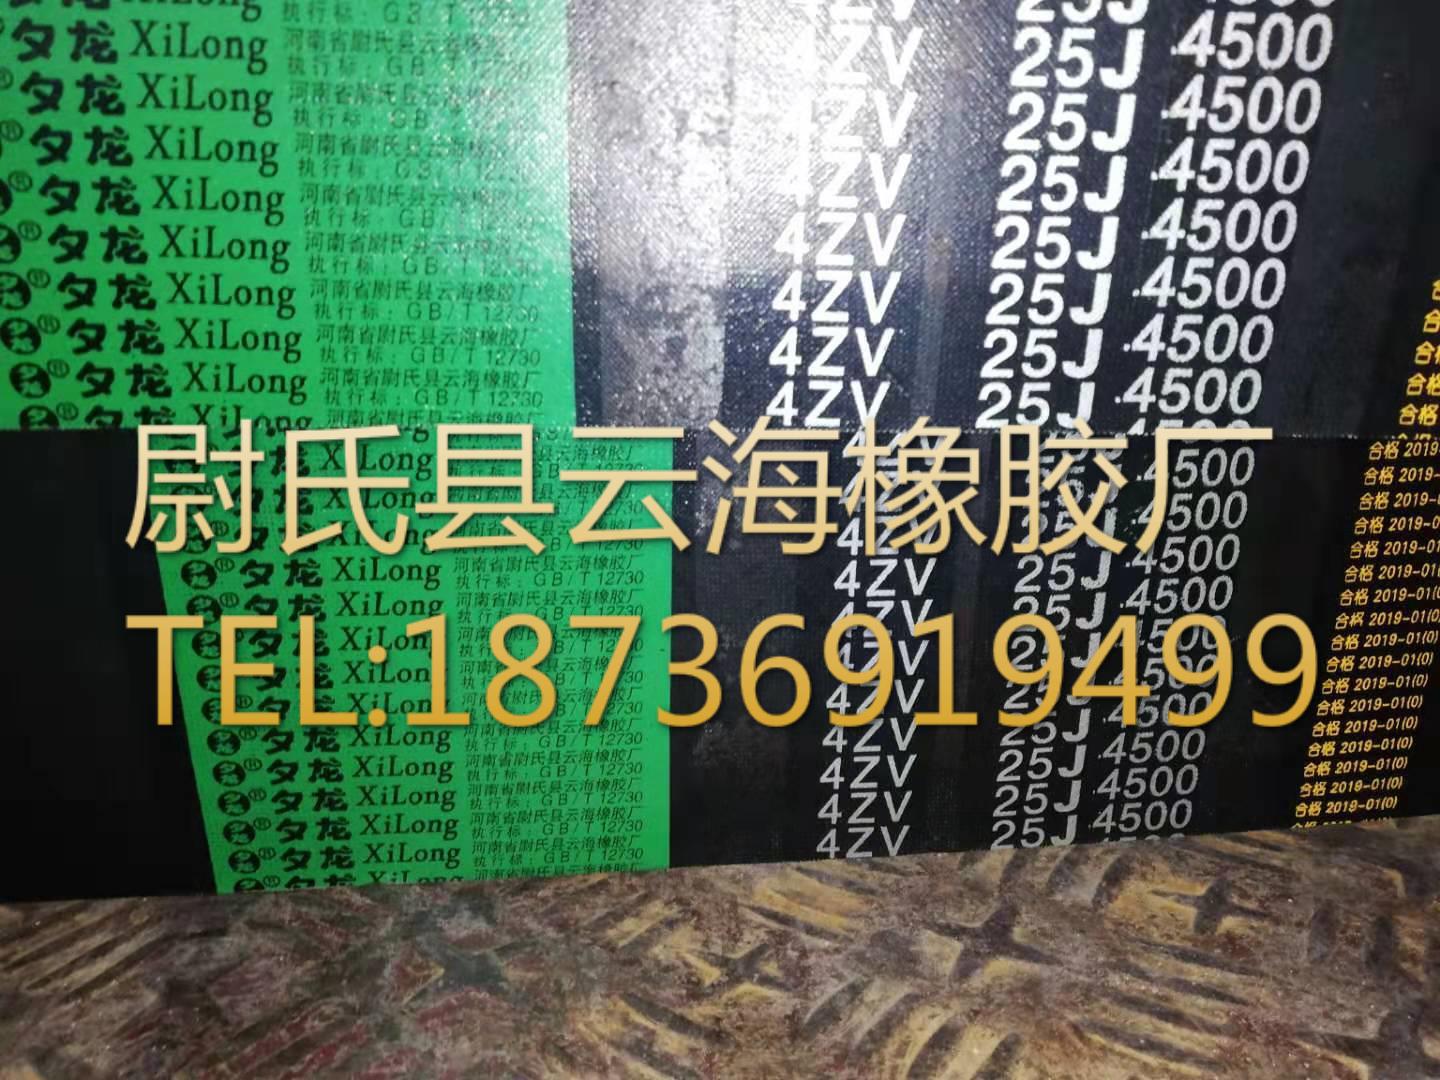 夕龙 XiLong 河南省尉氏县云海橡胶厂 4ZV 25J 4500
执行标：GB/T 12730
合格 2019-01(0)
尉氏县云海橡胶厂
TEL:18736919499